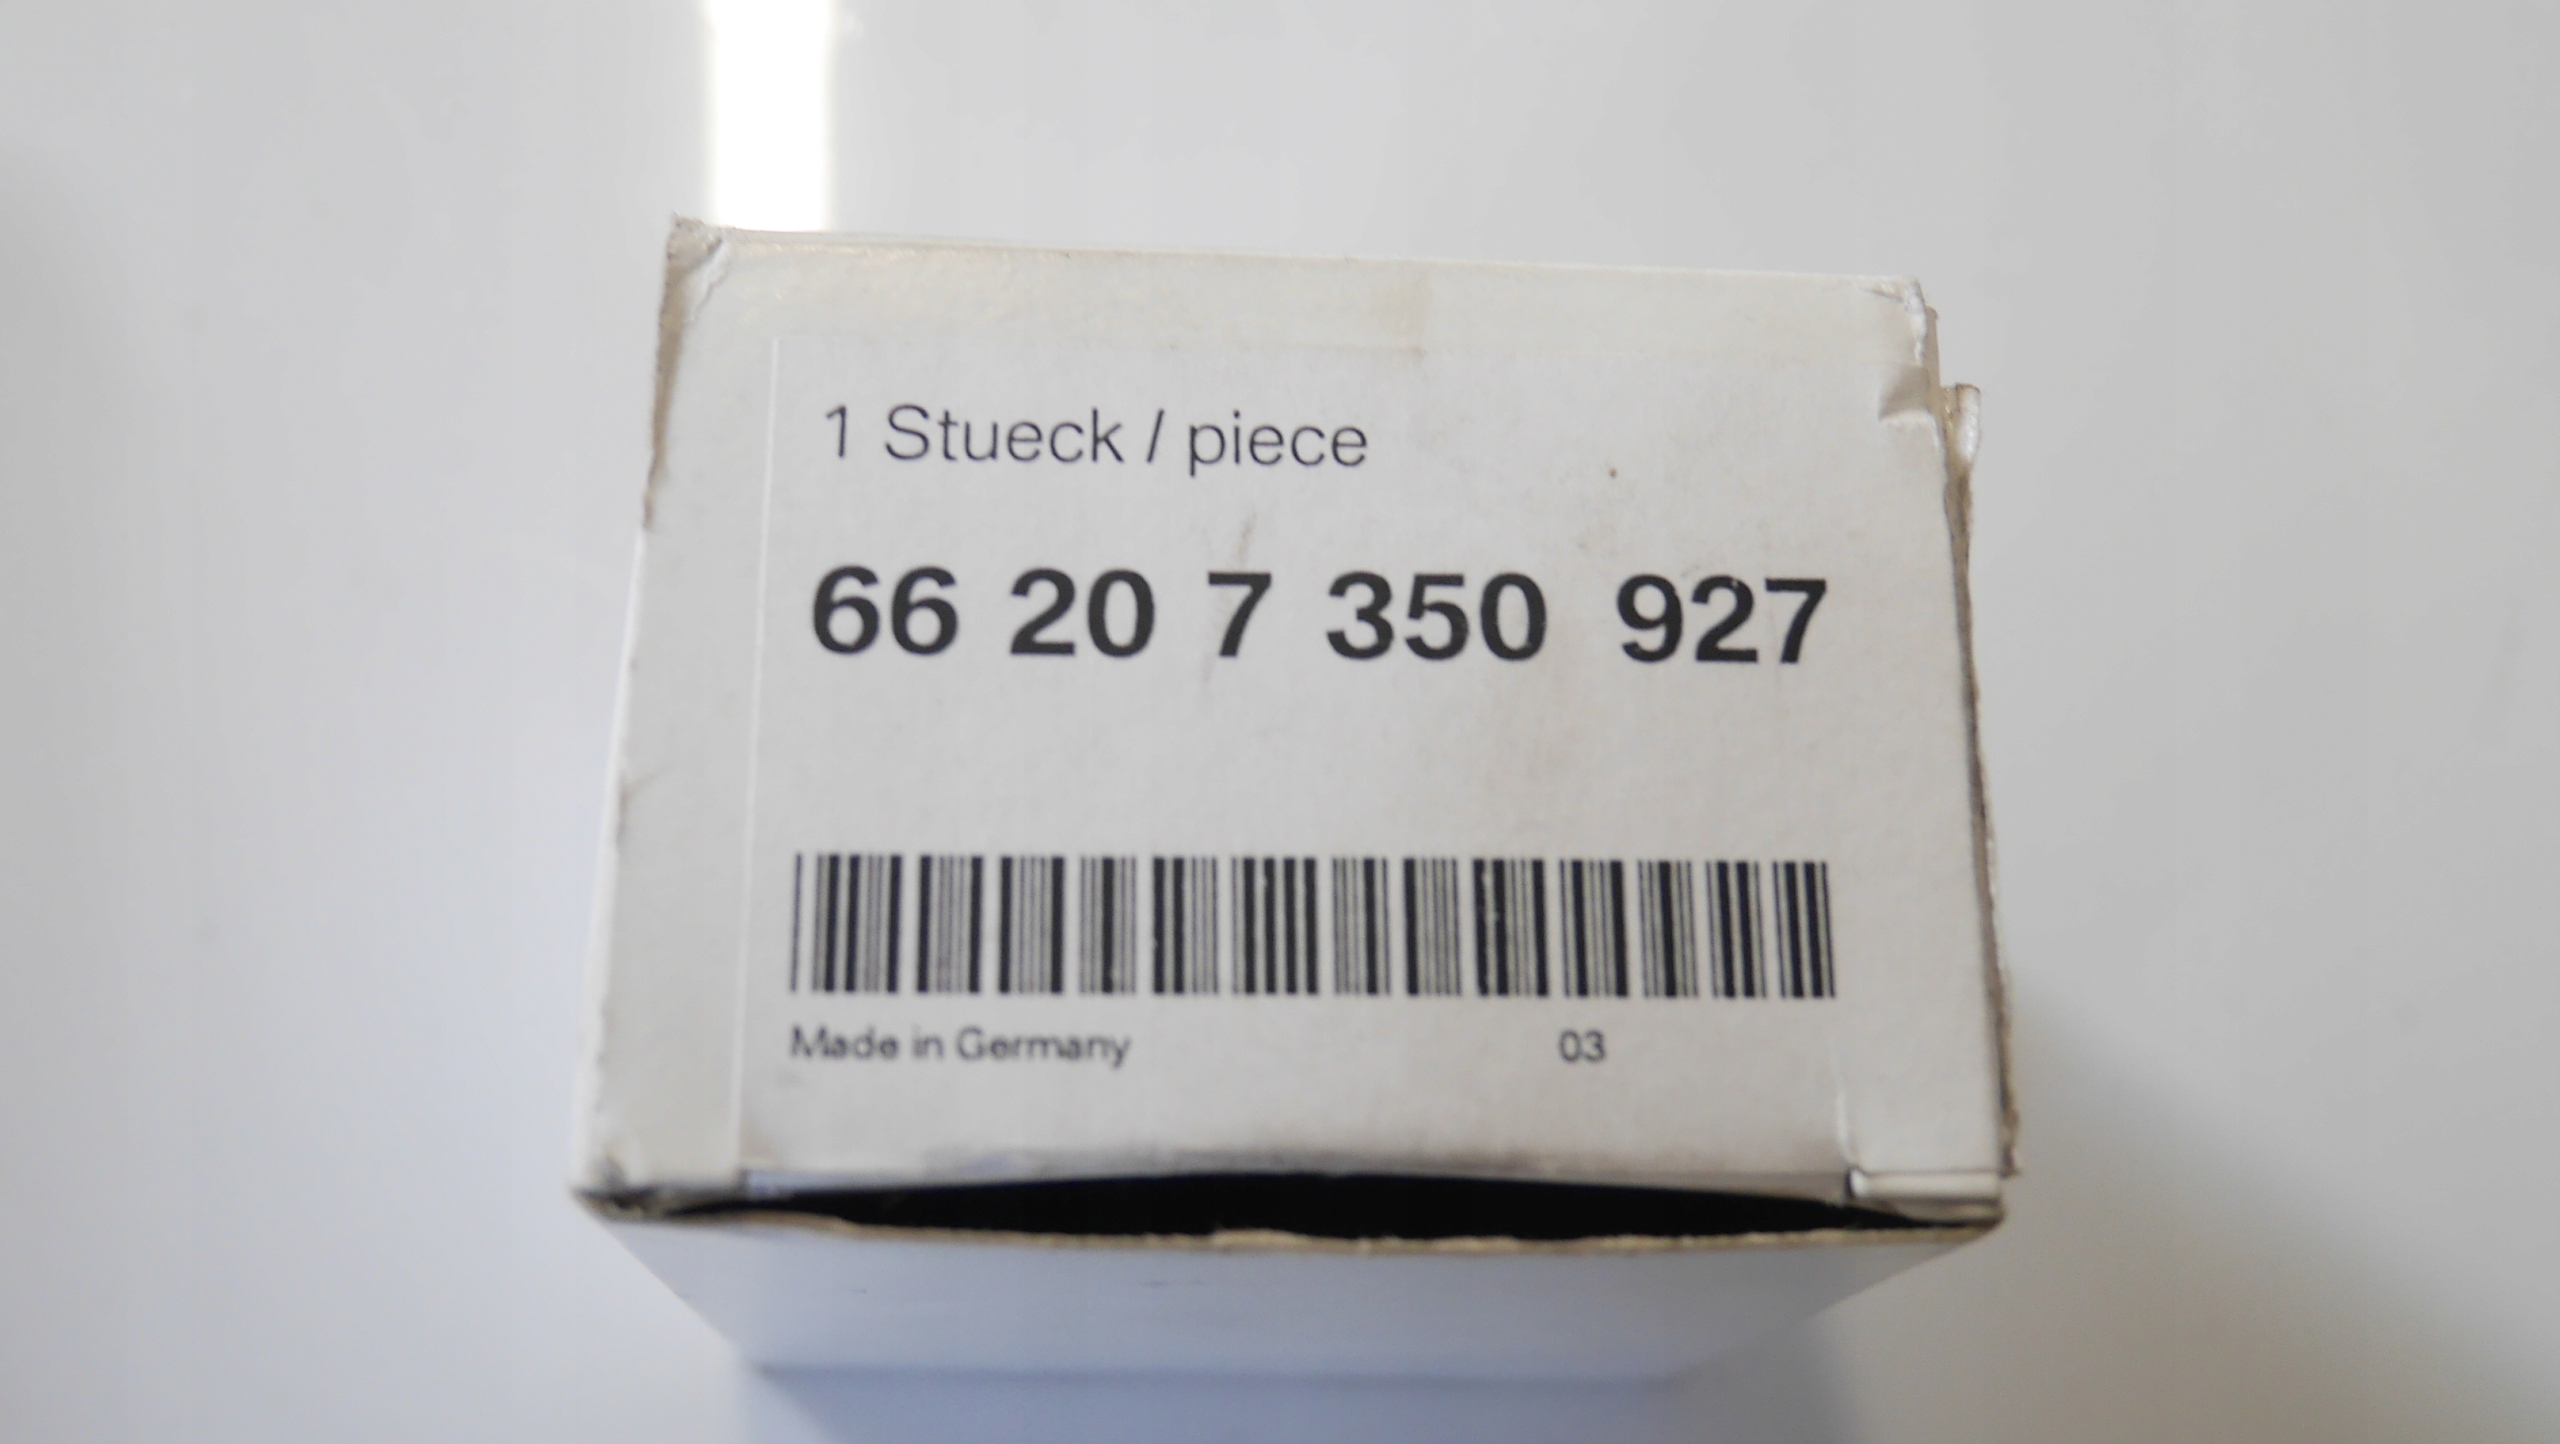 1 Stueck / piece
66 20 7 350 927
Made in Germany 03